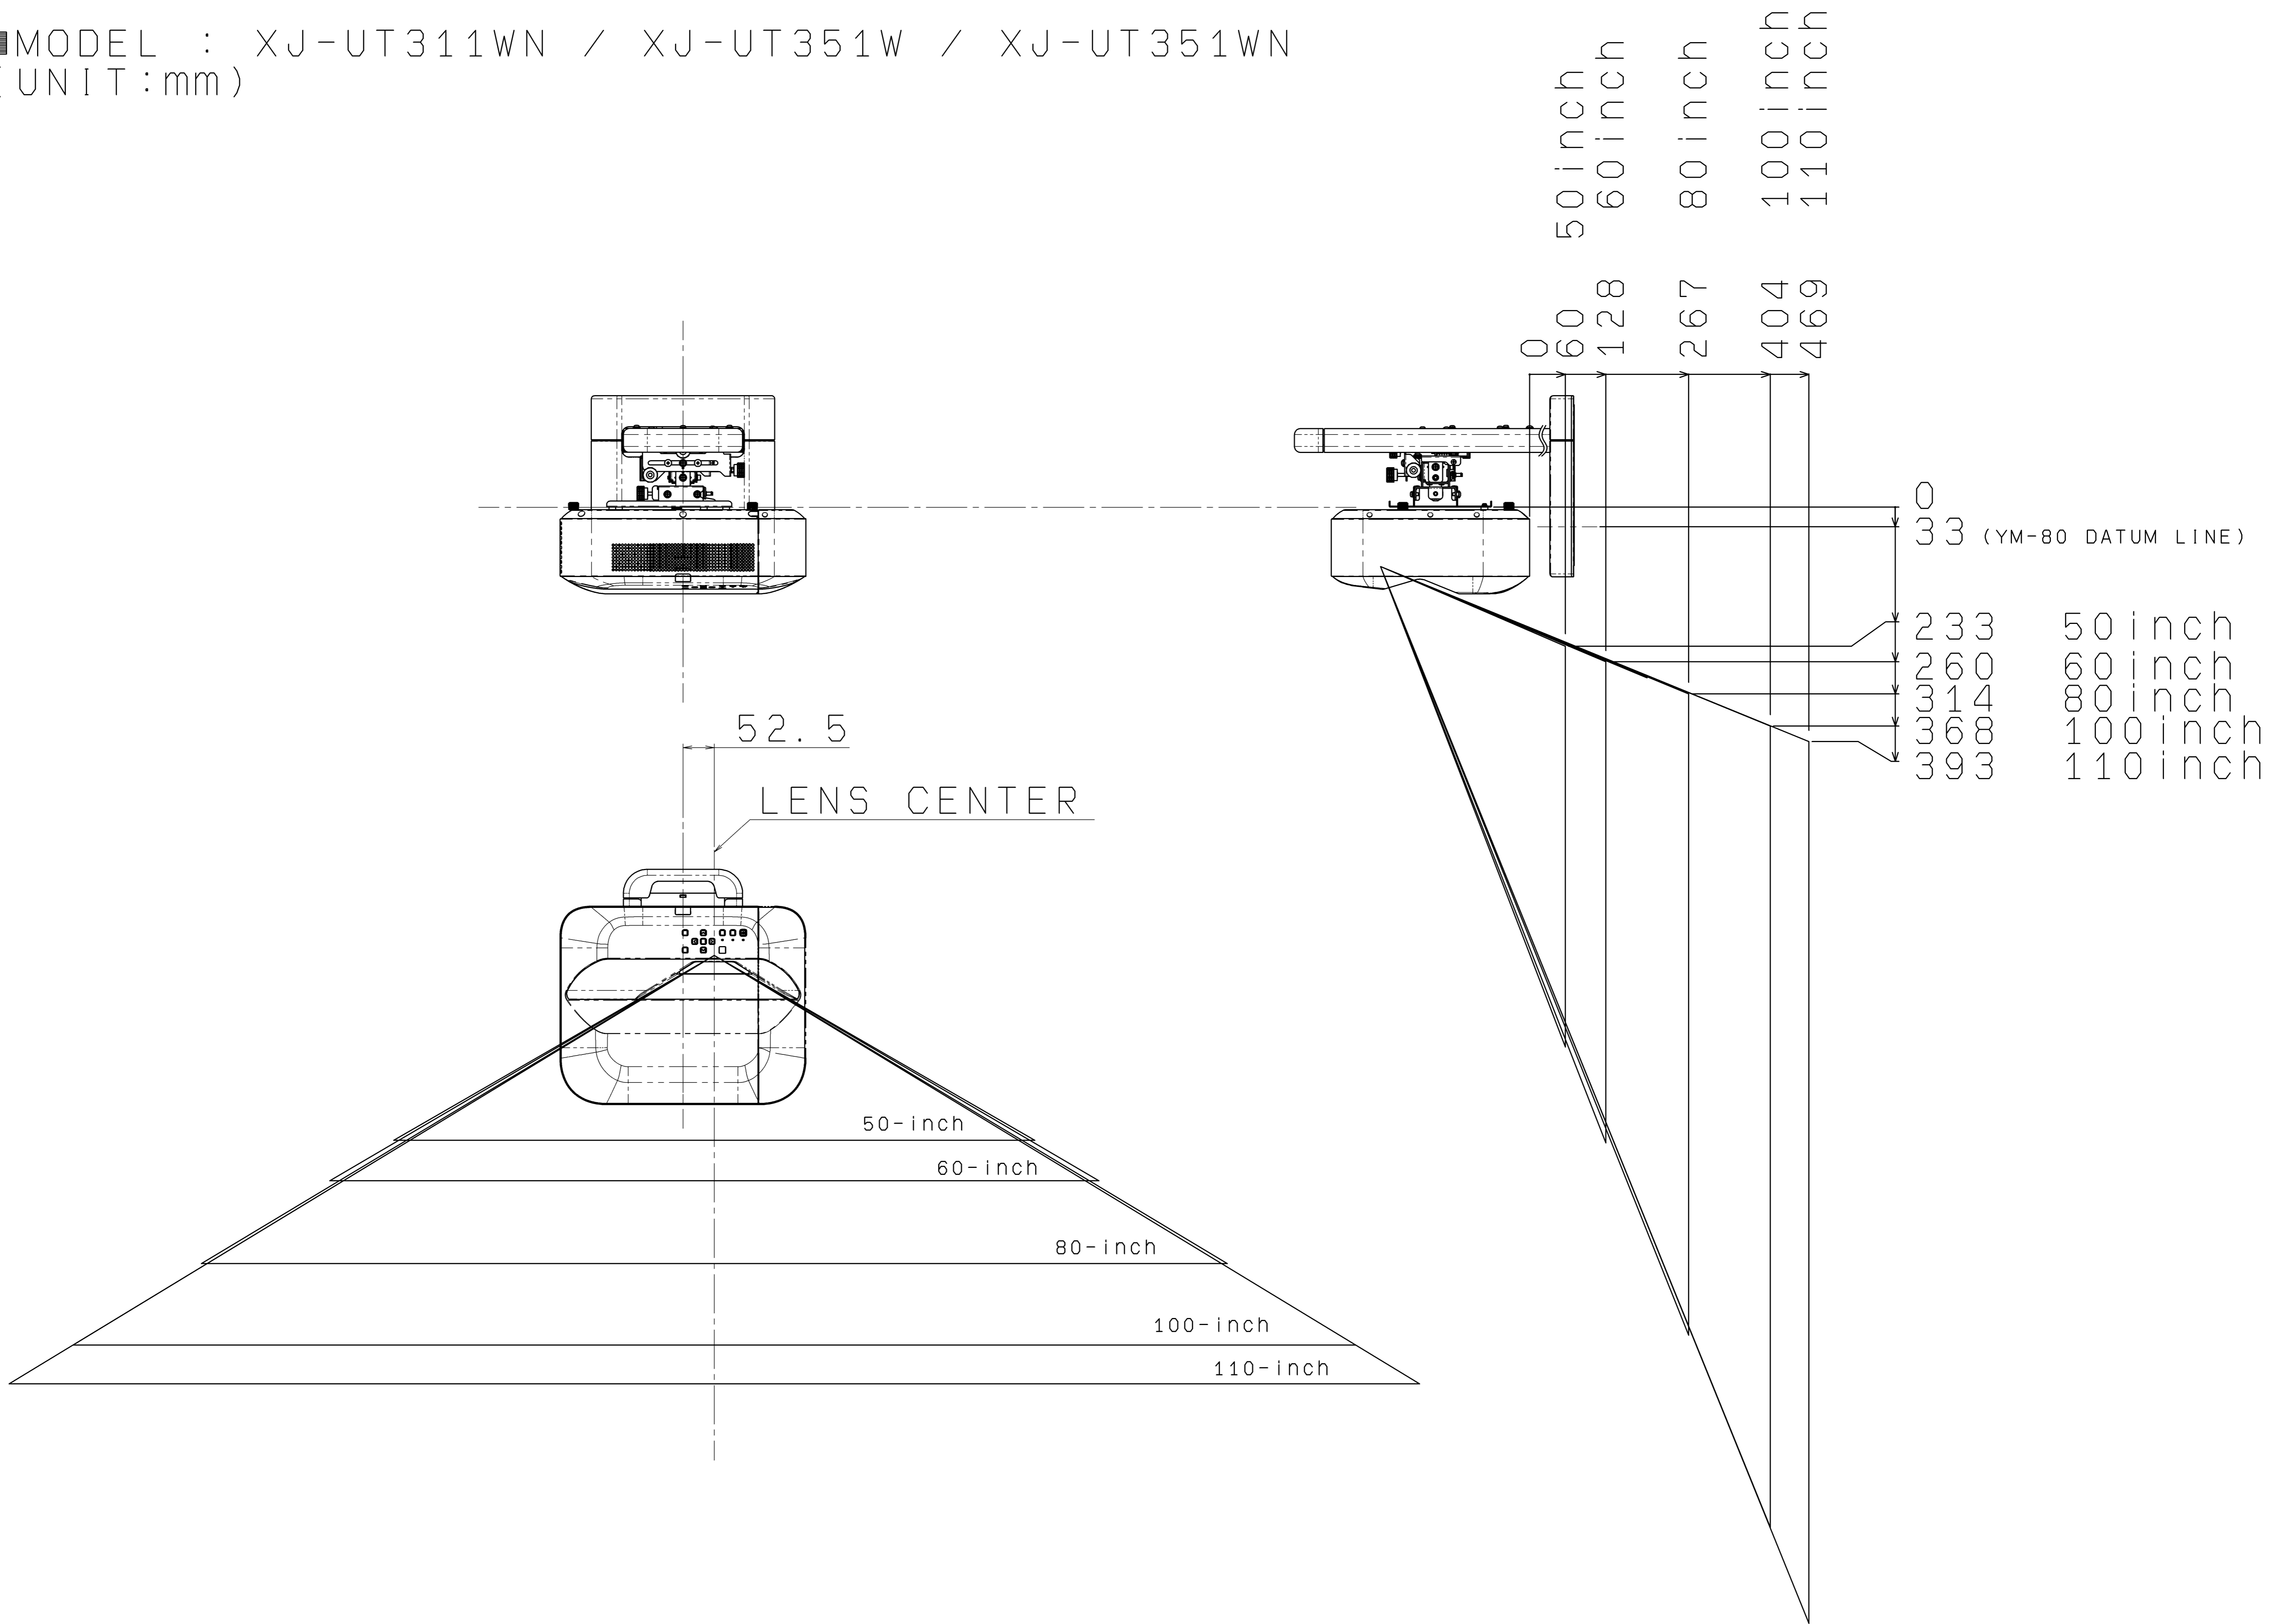 ■MODEL : XJ-UT311WN / XJ-UT351W / XJ-UT351WN
(UNIT:mm)
0
60 50inch
128 60inch
267 80inch
404 100inch
469 110inch
0
33 (YM-80 DATUM LINE)
233 50inch
260 60inch
314 80inch
368 100inch
393 110inch
52.5
LENS CENTER
50-inch
60-inch
80-inch
100-inch
110-inch